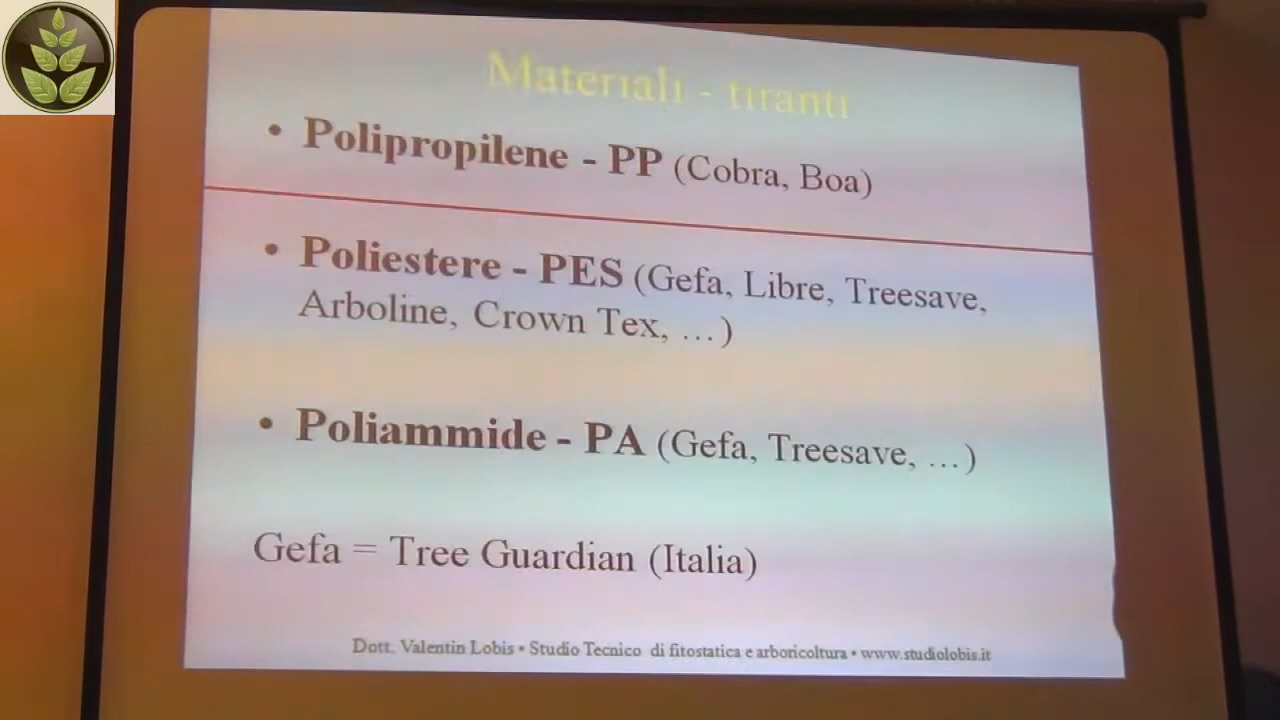 Materiali - tiranti
• Polipropilene - PP (Cobra, Boa)
• Poliestere - PES (Gefa, Libre, Treesave,
Arboline, Crown Tex, ...)
• Poliammide - PA (Gefa, Treesave, ...)
Gefa = Tree Guardian (Italia)
Dott. Valentin Lobis • Studio Tecnico di fitostatica e arboricoltura • www.studiolobis.it